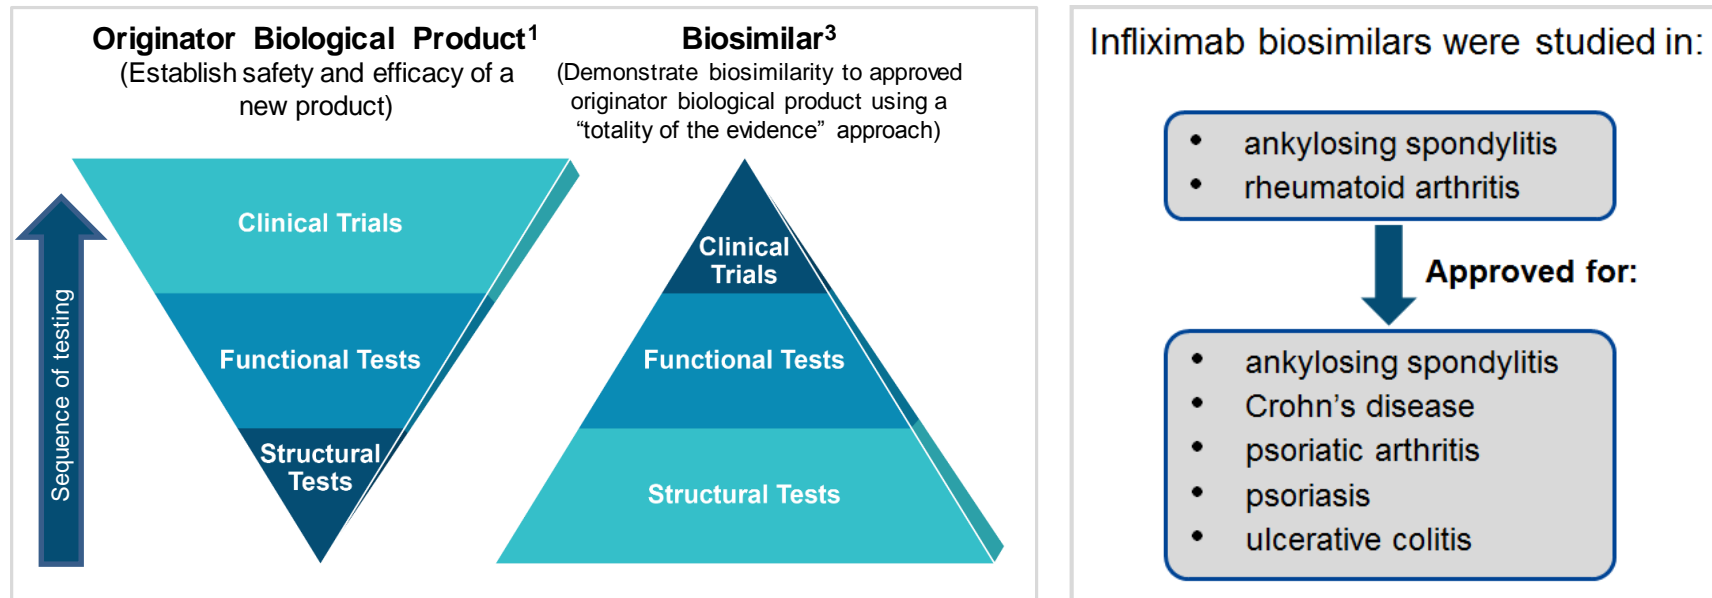 Originator Biological Product1
(Establish safety and efficacy of a
new product)
Biosimilar3
(Demonstrate biosimilarity to approved
originator biological product using a
“totality of the evidence” approach)
Sequence of testing
Clinical Trials
Functional Tests
Structural
Tests
Clinical
Trials
Functional Tests
Structural Tests
Infliximab biosimilars were studied in:
• ankylosing spondylitis
• rheumatoid arthritis
Approved for:
• ankylosing spondylitis
• Crohn’s disease
• psoriatic arthritis
• psoriasis
• ulcerative colitis